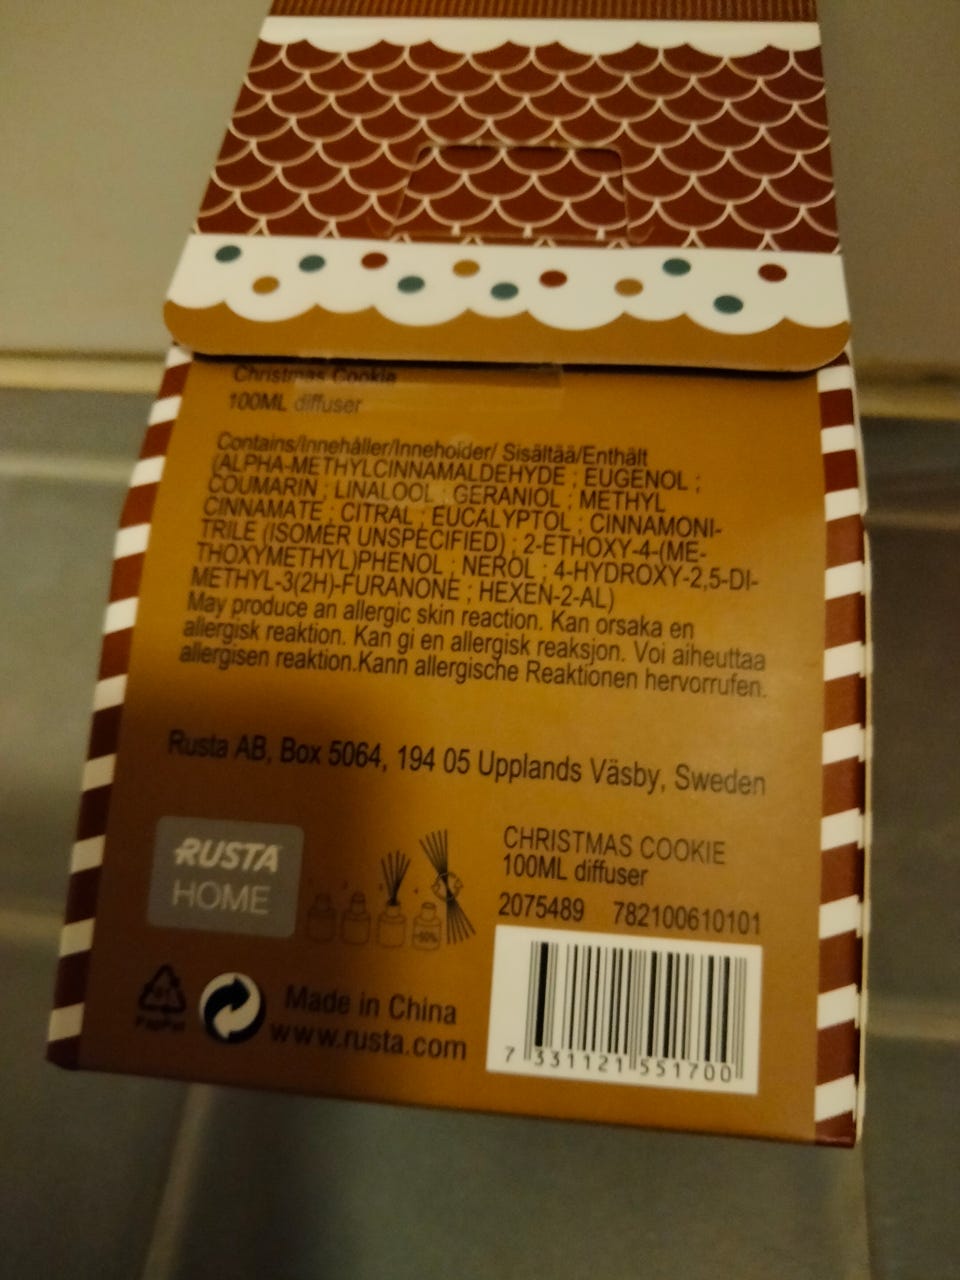 Christmas Cookie
100ML diffuser
Contains/Innehåller/Inneholder/ Sisältää/Enthält
(ALPHA-METHYLCINNAMALDEHYDE ; EUGENOL ;
COUMARIN ; LINALOOL ; GERANIOL ; METHYL
CINNAMATE ; CITRAL ; EUCALYPTOL ; CINNAMONI-
TRILE (ISOMER UNSPECIFIED) ; 2-ETHOXY-4-(ME-
THOXYMETHYL)PHENOL ; NEROL ; 4-HYDROXY-2,5-DI-
METHYL-3(2H)-FURANONE ; HEXEN-2-AL)
May produce an allergic skin reaction. Kan orsaka en
allergisk reaktion. Kan gi en allergisk reaksjon. Voi aiheuttaa
allergisen reaktion.Kann allergische Reaktionen hervorrufen.
Rusta AB, Box 5064, 194 05 Upplands Väsby, Sweden
RUSTA
HOME
~50%
CHRISTMAS COOKIE
100ML diffuser
2075489 782100610101
PapPat
Made in China
www.rusta.com
7 331121 551700